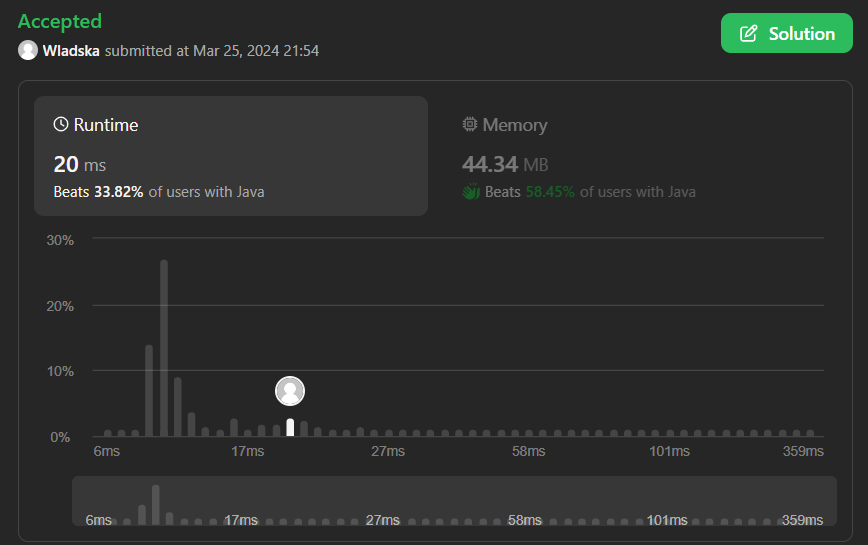 Accepted
Wladska submitted at Mar 25, 2024 21:54
Solution
Runtime
20 ms
Beats 33.82% of users with Java
Memory
44.34 MB
Beats 58.45% of users with Java
30%
20%
10%
0%
6ms 17ms 27ms 58ms 101ms 359ms
6ms 17ms 27ms 58ms 101ms 359ms